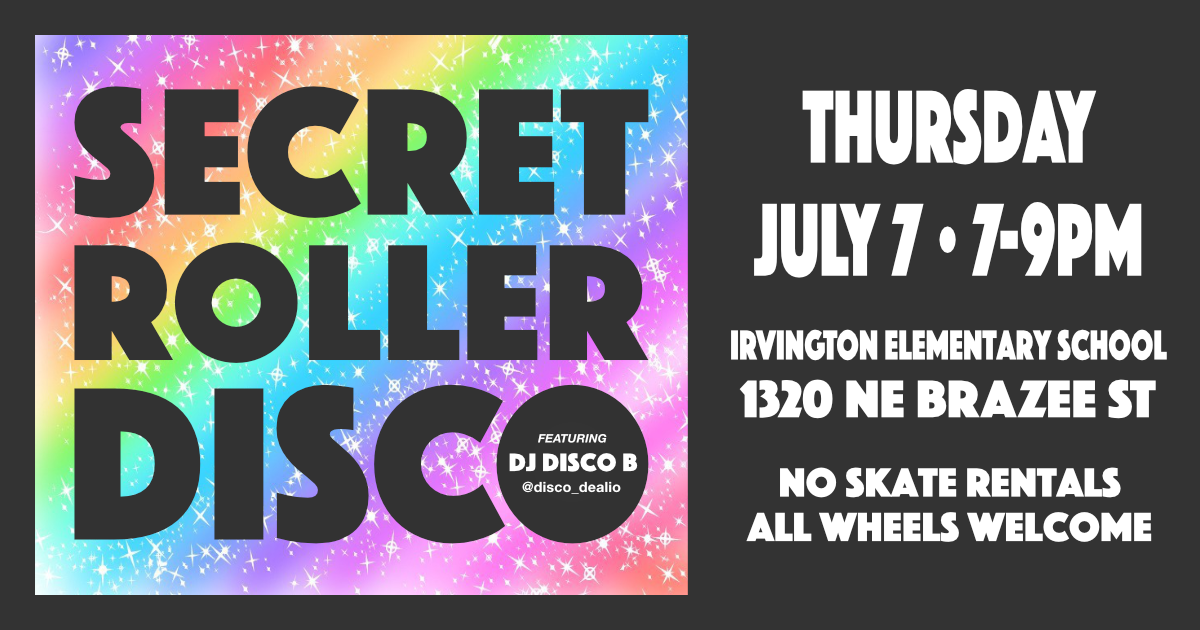 SECRET
ROLLER
DISCO
FEATURING
DJ DISCO B
@disco_dealio
THURSDAY
JULY 7 • 7-9PM
IRVINGTON ELEMENTARY SCHOOL
1320 NE BRAZEE ST
NO SKATE RENTALS
ALL WHEELS WELCOME